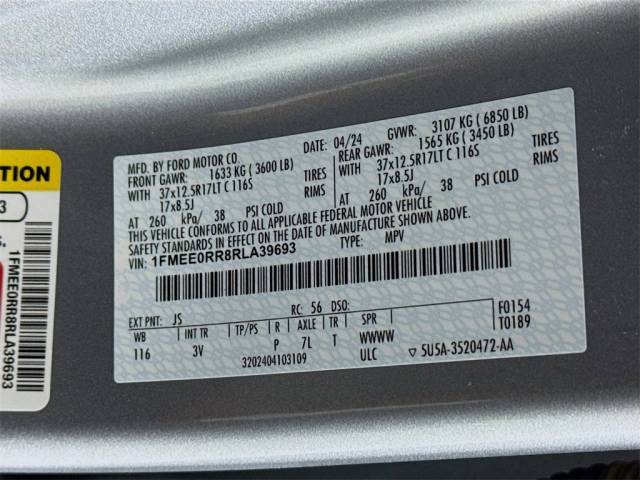 TION
3
1FMEE0RR8RLA39693
MFD. BY FORD MOTOR CO.
DATE: 04/24 GVWR: 3107 KG ( 6850 LB)
FRONT GAWR: 1633 KG ( 3600 LB) REAR GAWR: 1565 KG ( 3450 LB)
WITH 37x12.5R17LT C 116S TIRES WITH 37x12.5R17LT C 116S TIRES
17x8.5J RIMS 17x8.5J RIMS
AT 260 kPa/ 38 PSI COLD AT 260 kPa/ 38 PSI COLD
THIS VEHICLE CONFORMS TO ALL APPLICABLE FEDERAL MOTOR VEHICLE
SAFETY STANDARDS IN EFFECT ON THE DATE OF MANUFACTURE SHOWN ABOVE.
VIN: 1FMEE0RR8RLA39693 TYPE: MPV
EXT PNT: JS RC: 56 DSO: F0154
WB INT TR TP/PS R AXLE TR SPR T0189
116 3V P 7L T WWWW
3202404103109 ULC ▽ 5U5A-3520472-AA